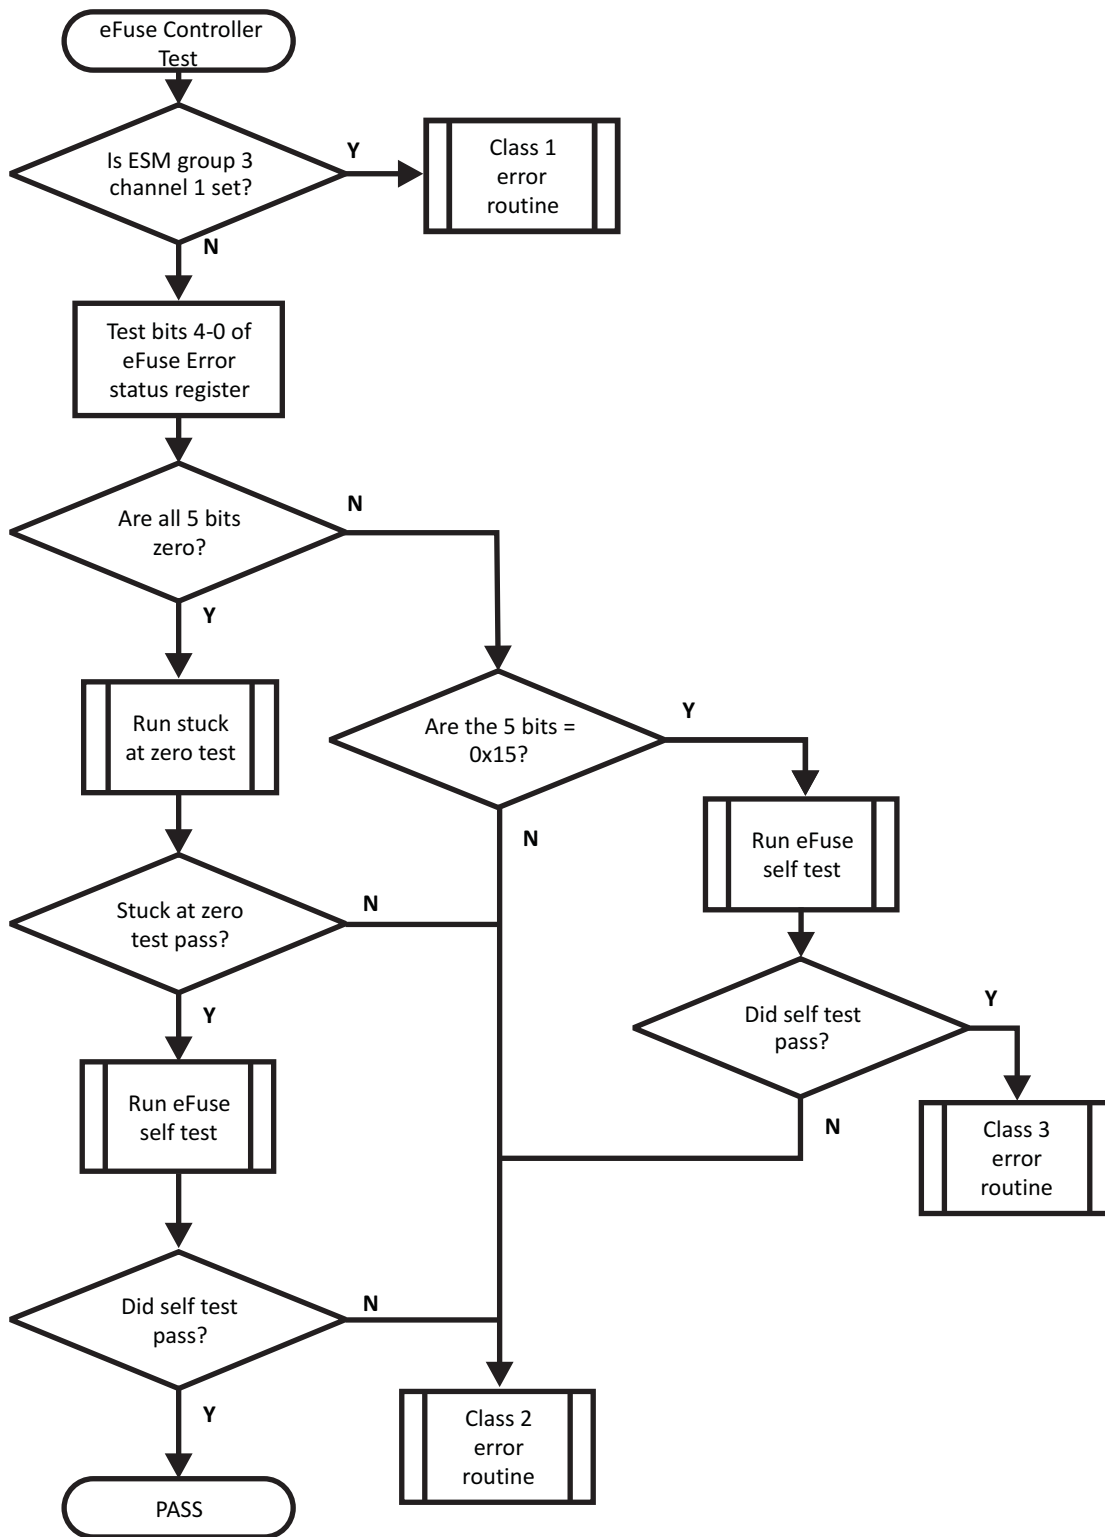 eFuse Controller
Test
Is ESM group 3
channel 1 set?
Y
Class 1
error
routine
N
Test bits 4-0 of
eFuse Error
status register
Are all 5 bits
zero?
N
Y
Run stuck
at zero test
Are the 5 bits =
0x15?
Y
N
Run eFuse
self test
Stuck at zero
test pass?
N
Y
Did self test
pass?
Y
N
Class 3
error
routine
Run eFuse
self test
Did self test
pass?
N
Y
Class 2
error
routine
PASS